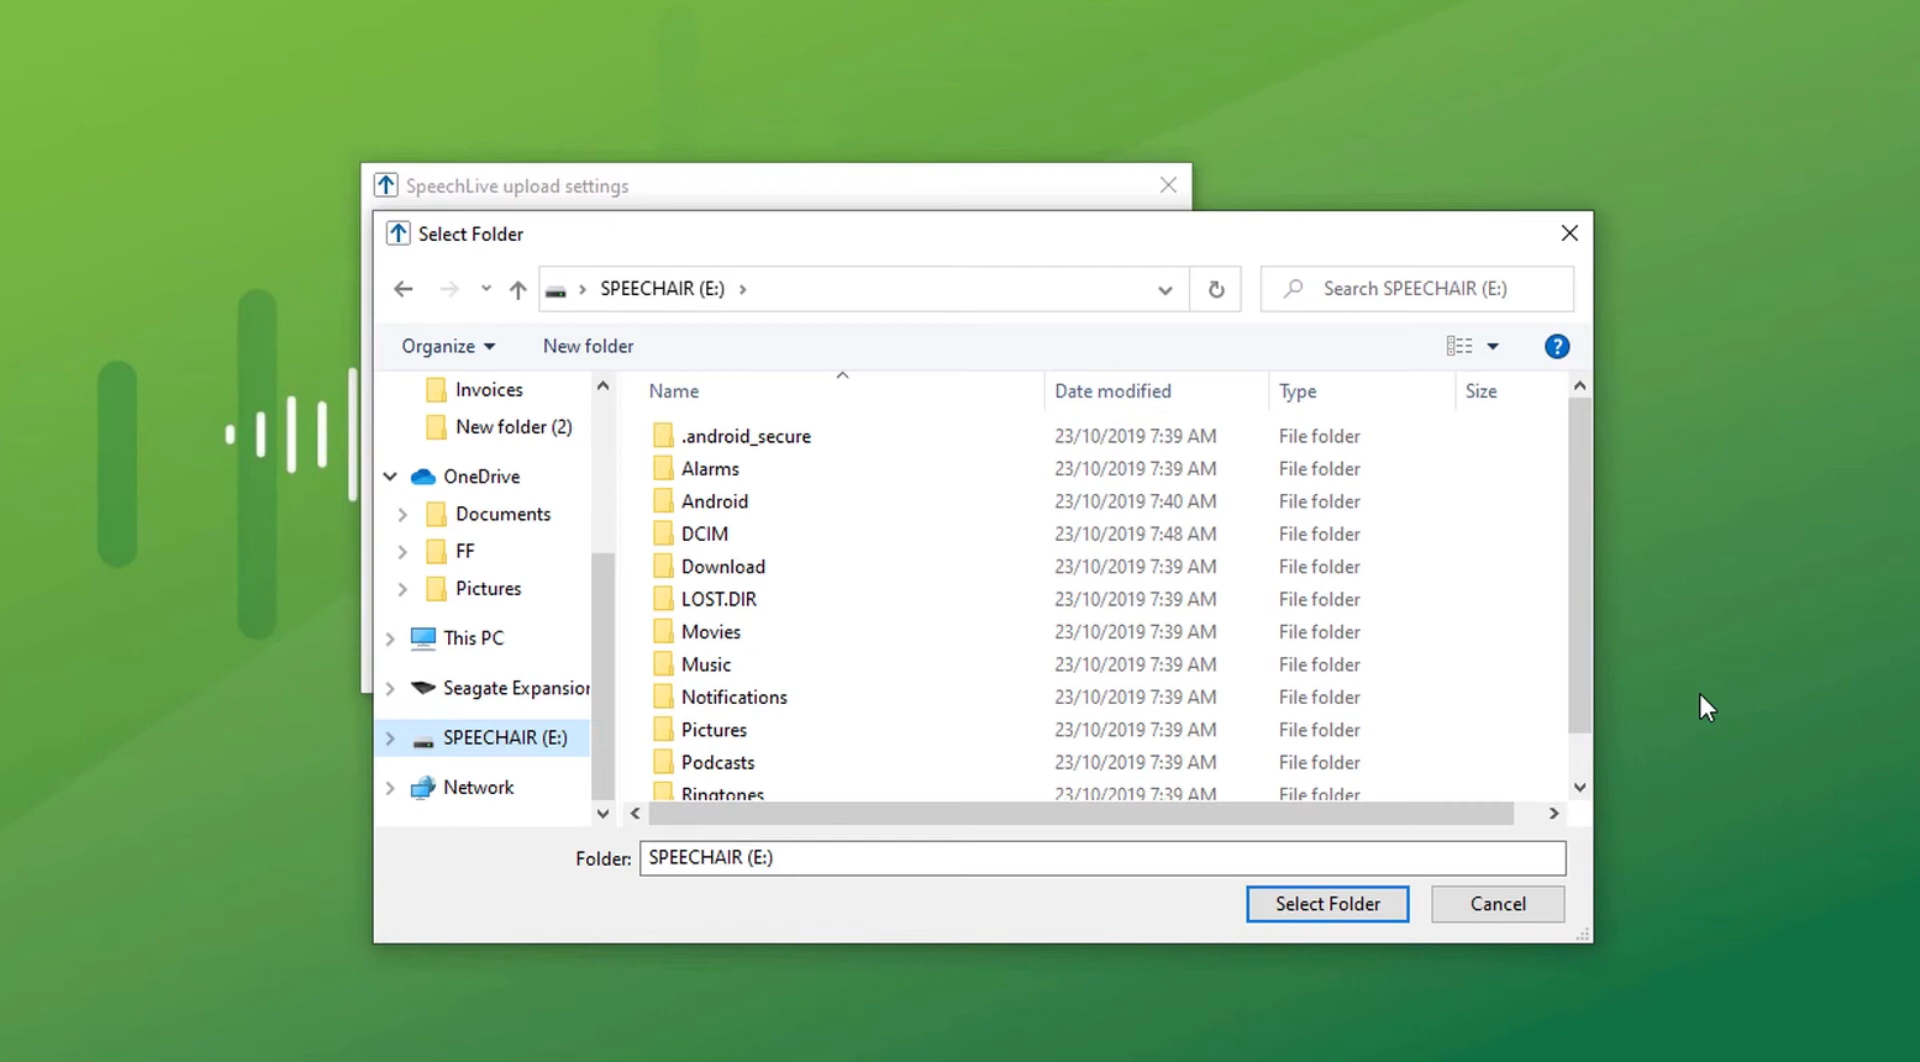 SpeechLive upload settings
Select Folder
SPEECHAIR (E:)
Search SPEECHAIR (E:)
Organize
New folder
Invoices
New folder (2)
OneDrive
Documents
FF
Pictures
This PC
Seagate Expansion
SPEECHAIR (E:)
Network
Name Date modified Type Size
.android_secure 23/10/2019 7:39 AM File folder
Alarms 23/10/2019 7:39 AM File folder
Android 23/10/2019 7:40 AM File folder
DCIM 23/10/2019 7:48 AM File folder
Download 23/10/2019 7:39 AM File folder
LOST.DIR 23/10/2019 7:39 AM File folder
Movies 23/10/2019 7:39 AM File folder
Music 23/10/2019 7:39 AM File folder
Notifications 23/10/2019 7:39 AM File folder
Pictures 23/10/2019 7:39 AM File folder
Podcasts 23/10/2019 7:39 AM File folder
Ringtones 23/10/2019 7:39 AM File folder
Folder: SPEECHAIR (E:)
Select Folder
Cancel